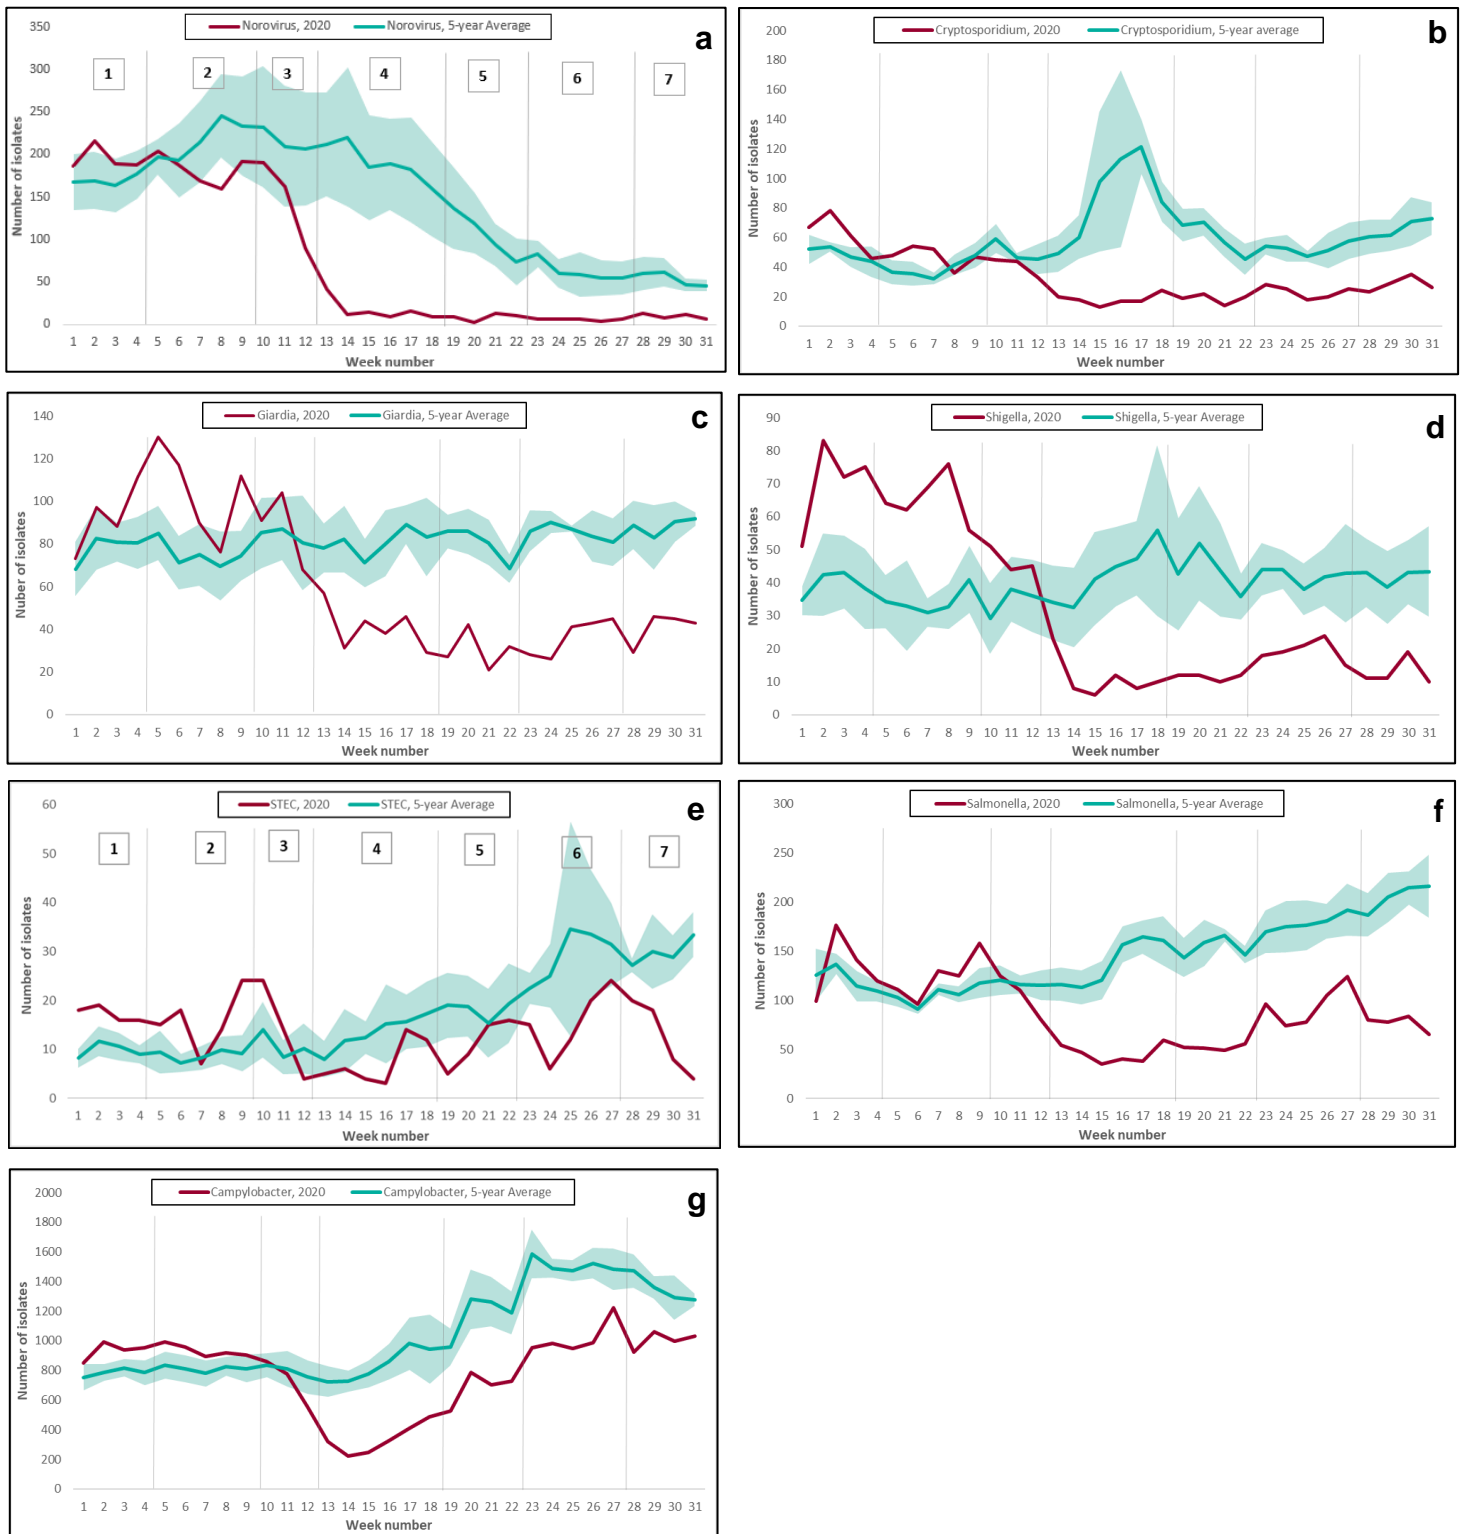 Norovirus, 2020 Norovirus, 5-year Average
a
350
300
250
200
150
100
50
0
1 2 3 4 5 6 7
Number of isolates
1 2 3 4 5 6 7 8 9 10 11 12 13 14 15 16 17 18 19 20 21 22 23 24 25 26 27 28 29 30 31
Week number
Cryptosporidium, 2020 Cryptosporidium, 5-year average
b
200
180
160
140
120
100
80
60
40
20
0
Number of isolates
1 2 3 4 5 6 7 8 9 10 11 12 13 14 15 16 17 18 19 20 21 22 23 24 25 26 27 28 29 30 31
Week number
Giardia, 2020 Giardia, 5-year Average
c
140
120
100
80
60
40
20
0
Nuber of isolates
1 2 3 4 5 6 7 8 9 10 11 12 13 14 15 16 17 18 19 20 21 22 23 24 25 26 27 28 29 30 31
Week number
Shigella, 2020 Shigella, 5-year Average
d
90
80
70
60
50
40
30
20
10
0
Number of isolates
1 2 3 4 5 6 7 8 9 10 11 12 13 14 15 16 17 18 19 20 21 22 23 24 25 26 27 28 29 30 31
Week number
STEC, 2020 STEC, 5-year Average
e
60
50
40
30
20
10
0
1 2 3 4 5 6 7
Number of isolates
1 2 3 4 5 6 7 8 9 10 11 12 13 14 15 16 17 18 19 20 21 22 23 24 25 26 27 28 29 30 31
Week number
Salmonella, 2020 Salmonella, 5-year Average
f
300
250
200
150
100
50
0
Number of isolates
1 2 3 4 5 6 7 8 9 10 11 12 13 14 15 16 17 18 19 20 21 22 23 24 25 26 27 28 29 30 31
Week number
Campylobacter, 2020 Campylobacter, 5-year Average
g
2000
1800
1600
1400
1200
1000
800
600
400
200
0
Number of isolates
1 2 3 4 5 6 7 8 9 10 11 12 13 14 15 16 17 18 19 20 21 22 23 24 25 26 27 28 29 30 31
Week number